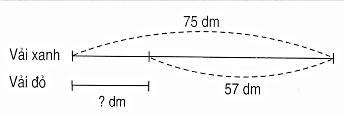 75 dm
Vải xanh
Vải đỏ
57 dm
? dm